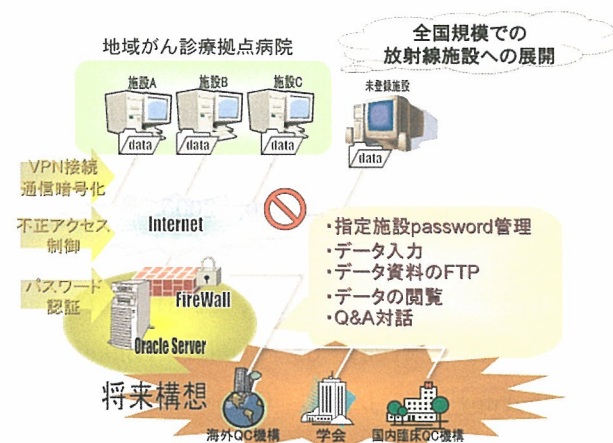 全国規模での
放射線施設への展開
地域がん診療拠点病院
施設A 施設B 施設C
未登録施設
data data data data
VPN接続
通信暗号化
Internet
不正アクセス
制御
パスワード
認証
FireWall
Oracle Server
・指定施設password管理
・データ入力
・データ資料のFTP
・データの閲覧
・Q&A対話
将来構想
海外QC機構 学会 国内臨床QC機構